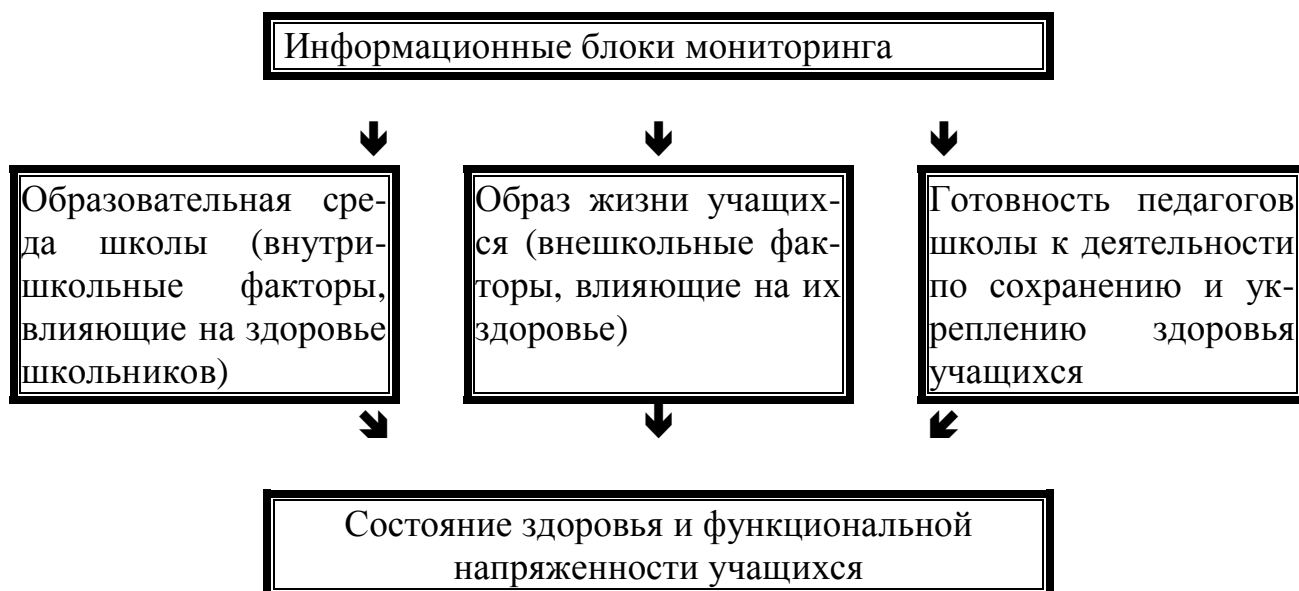 Информационные блоки мониторинга
Образовательная сре-
да школы (внутри-
школьные факторы,
влияющие на здоровье
школьников)
Образ жизни учащих-
ся (внешкольные фак-
торы, влияющие на их
здоровье)
Готовность педагогов
школы к деятельности
по сохранению и ук-
реплению здоровья
учащихся
Состояние здоровья и функциональной
напряженности учащихся